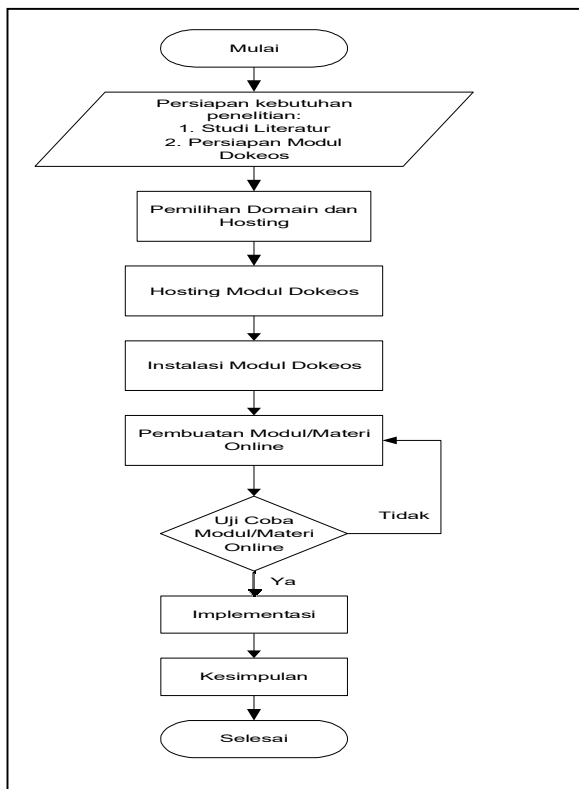 Mulai
Persiapan kebutuhan
penelitian:
1. Studi Literatur
2. Persiapan Modul
Dokeos
Pemilihan Domain dan
Hosting
Hosting Modul Dokeos
Instalasi Modul Dokeos
Pembuatan Modul/Materi
Online
Uji Coba
Modul/Materi
Online
Tidak
Ya
Implementasi
Kesimpulan
Selesai